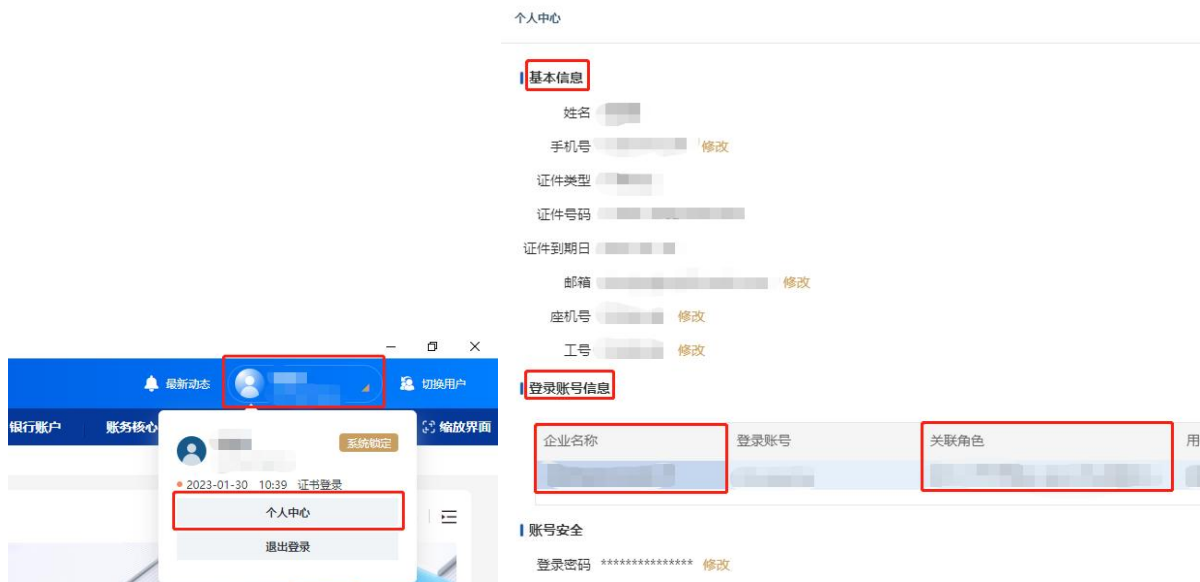 最新动态
切换用户
银行账户
账务核心
缩放界面
系统锁定
2023-01-30 10:39 证书登录
个人中心
退出登录
个人中心
基本信息
姓名
手机号 修改
证件类型
证件号码
证件到期日
邮箱 修改
座机号 修改
工号 修改
登录账号信息
企业名称 登录账号 关联角色 用
账号安全
登录密码 *************** 修改